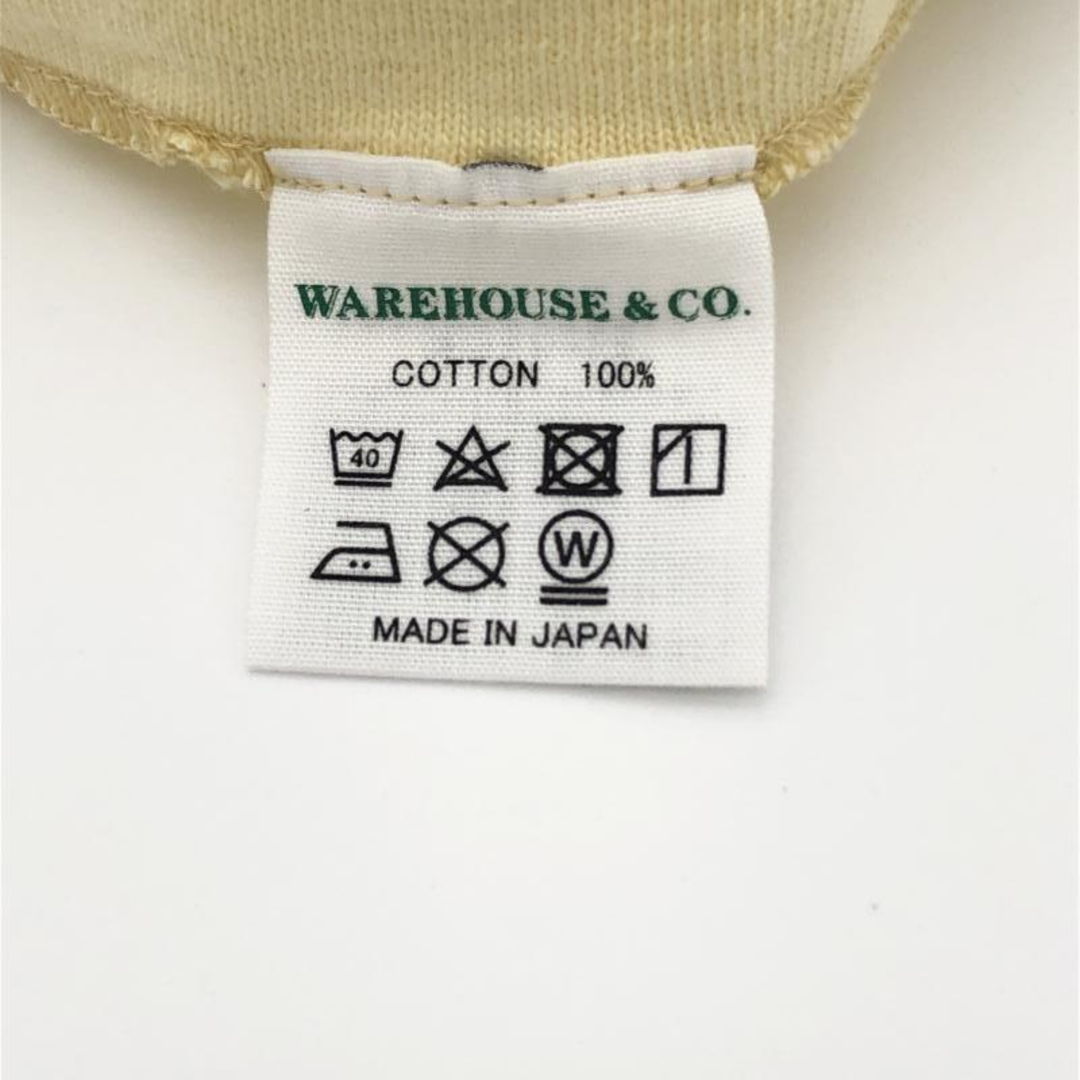 WAREHOUSE & CO.
COTTON 100%
40
W
MADE IN JAPAN